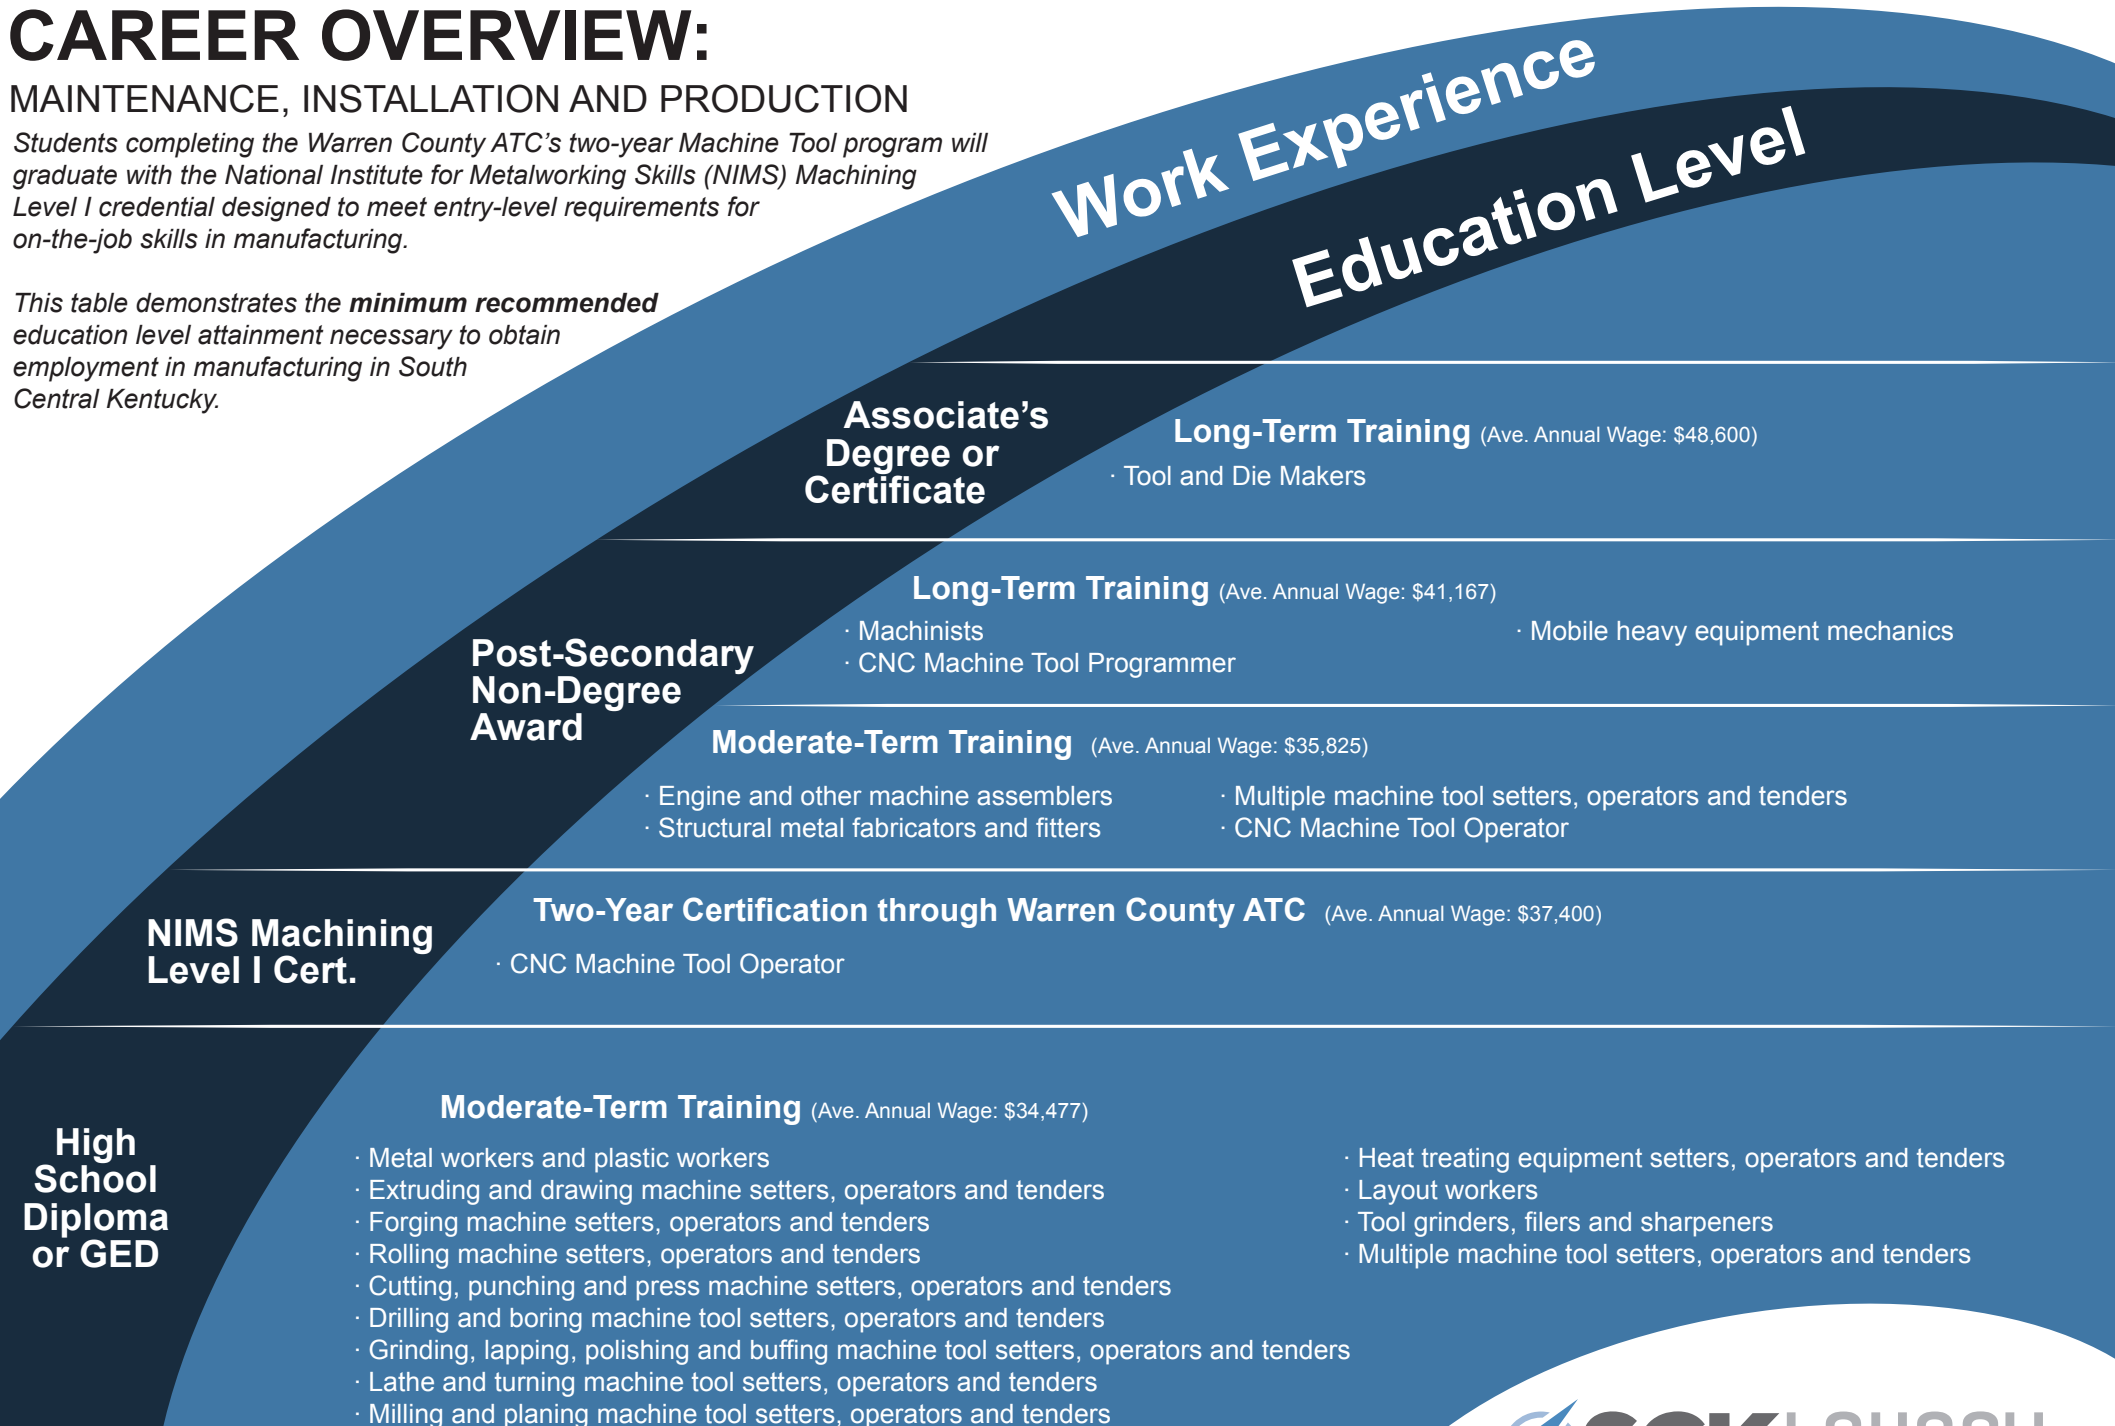 CAREER OVERVIEW:
MAINTENANCE, INSTALLATION AND PRODUCTION
Students completing the Warren County ATC’s two-year Machine Tool program will
graduate with the National Institute for Metalworking Skills (NIMS) Machining
Level I credential designed to meet entry-level requirements for
on-the-job skills in manufacturing.
This table demonstrates the minimum recommended
education level attainment necessary to obtain
employment in manufacturing in South
Central Kentucky.
Work Experience
Education Level
Associate’s
Degree or
Certificate
Long-Term Training (Ave. Annual Wage: $48,600)
· Tool and Die Makers
Post-Secondary
Non-Degree
Award
Long-Term Training (Ave. Annual Wage: $41,167)
· Machinists
· CNC Machine Tool Programmer
· Mobile heavy equipment mechanics
Moderate-Term Training (Ave. Annual Wage: $35,825)
· Engine and other machine assemblers
· Structural metal fabricators and fitters
· Multiple machine tool setters, operators and tenders
· CNC Machine Tool Operator
NIMS Machining
Level I Cert.
Two-Year Certification through Warren County ATC (Ave. Annual Wage: $37,400)
· CNC Machine Tool Operator
High
School
Diploma
or GED
Moderate-Term Training (Ave. Annual Wage: $34,477)
· Metal workers and plastic workers
· Extruding and drawing machine setters, operators and tenders
· Forging machine setters, operators and tenders
· Rolling machine setters, operators and tenders
· Cutting, punching and press machine setters, operators and tenders
· Drilling and boring machine tool setters, operators and tenders
· Grinding, lapping, polishing and buffing machine tool setters, operators and tenders
· Lathe and turning machine tool setters, operators and tenders
· Milling and planing machine tool setters, operators and tenders
· Heat treating equipment setters, operators and tenders
· Layout workers
· Tool grinders, filers and sharpeners
· Multiple machine tool setters, operators and tenders